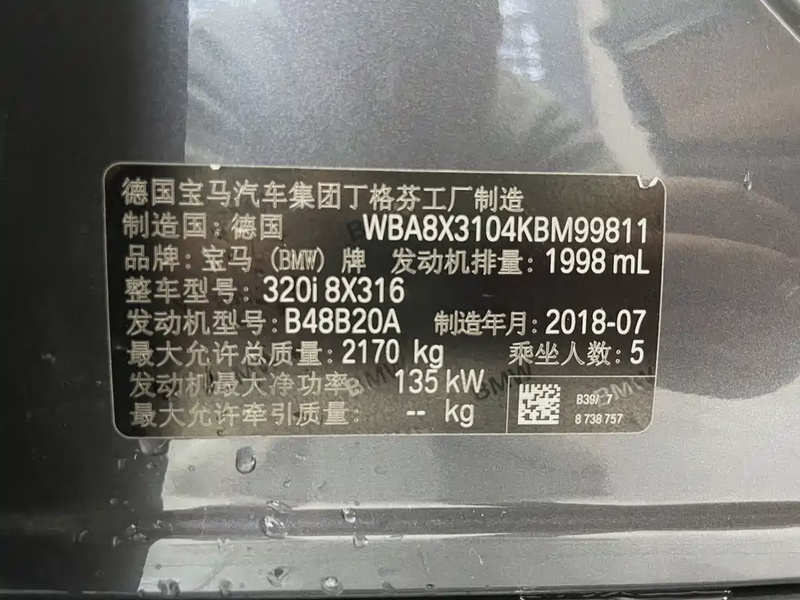 德国宝马汽车集团丁格芬工厂制造
制造国：德国 WBA8X3104KBM99811
品牌：宝马（BMW）牌 发动机排量：1998 mL
整车型号：320i 8X316
发动机型号：B48B20A 制造年月：2018-07
最大允许总质量：2170 kg 乘坐人数：5
发动机最大净功率： 135 kW
最大允许牵引质量： -- kg
8 738 757